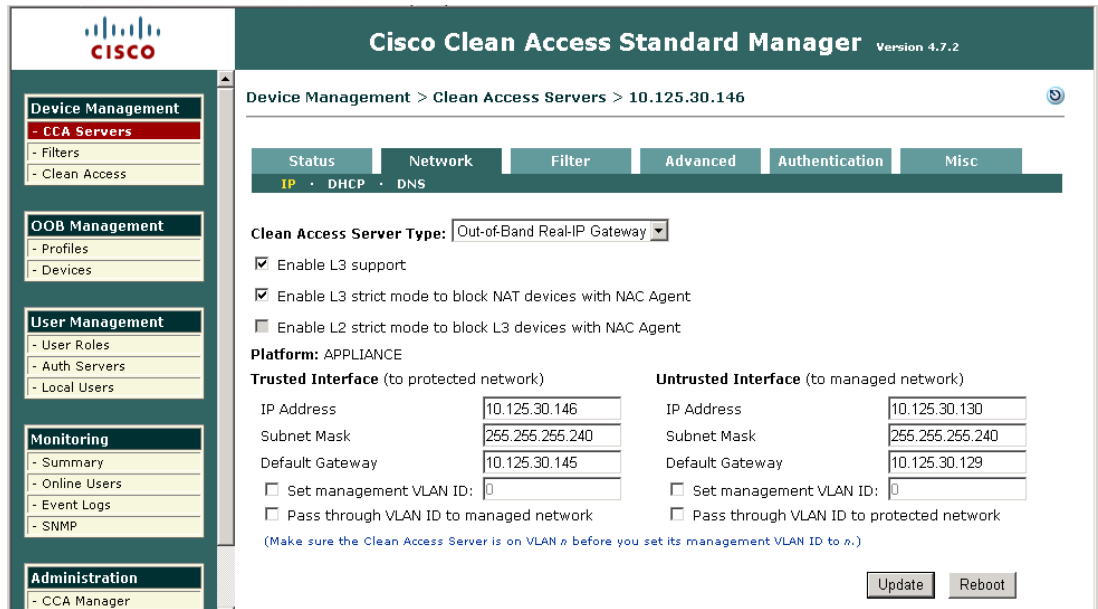 CISCO
Cisco Clean Access Standard Manager Version 4.7.2
Device Management
- CCA Servers
- Filters
- Clean Access
OOB Management
- Profiles
- Devices
User Management
- User Roles
- Auth Servers
- Local Users
Monitoring
- Summary
- Online Users
- Event Logs
- SNMP
Administration
- CCA Manager
Device Management > Clean Access Servers > 10.125.30.146
Status Network Filter Advanced Authentication Misc
IP · DHCP · DNS
Clean Access Server Type: Out-of-Band Real-IP Gateway
Enable L3 support
Enable L3 strict mode to block NAT devices with NAC Agent
Enable L2 strict mode to block L3 devices with NAC Agent
Platform: APPLIANCE
Trusted Interface (to protected network)
IP Address 10.125.30.146
Subnet Mask 255.255.255.240
Default Gateway 10.125.30.145
Set management VLAN ID: 0
Pass through VLAN ID to managed network
Untrusted Interface (to managed network)
IP Address 10.125.30.130
Subnet Mask 255.255.255.240
Default Gateway 10.125.30.129
Set management VLAN ID: 0
Pass through VLAN ID to protected network
(Make sure the Clean Access Server is on VLAN n before you set its management VLAN ID to n.)
Update Reboot